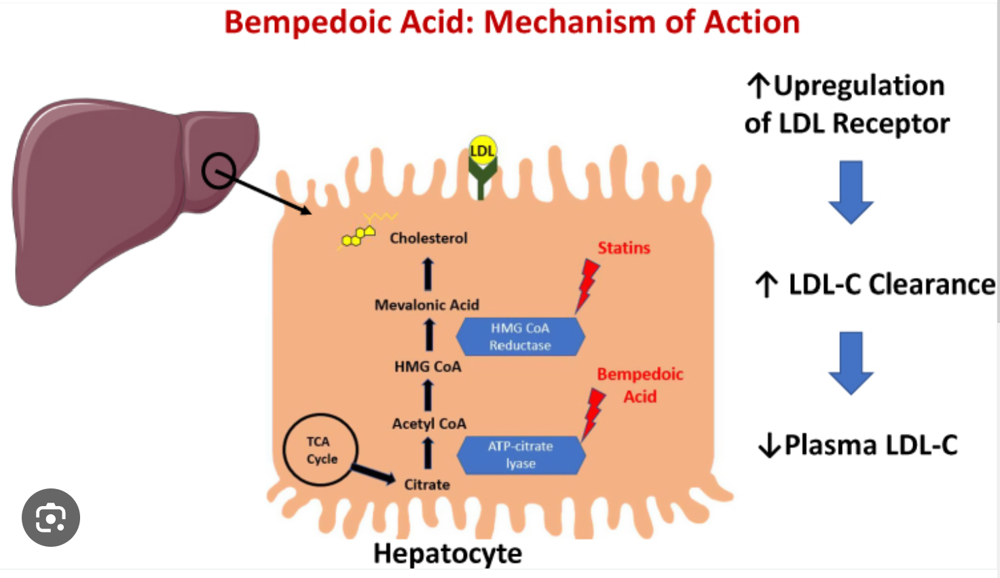 Bempedoic Acid: Mechanism of Action
↑Upregulation
of LDL Receptor
↑ LDL-C Clearance
↓Plasma LDL-C
LDL
Cholesterol
Statins
Mevalonic Acid
HMG CoA
Reductase
HMG CoA
Bempedoic
Acid
Acetyl CoA
ATP-citrate
lyase
TCA
Cycle
Citrate
Hepatocyte